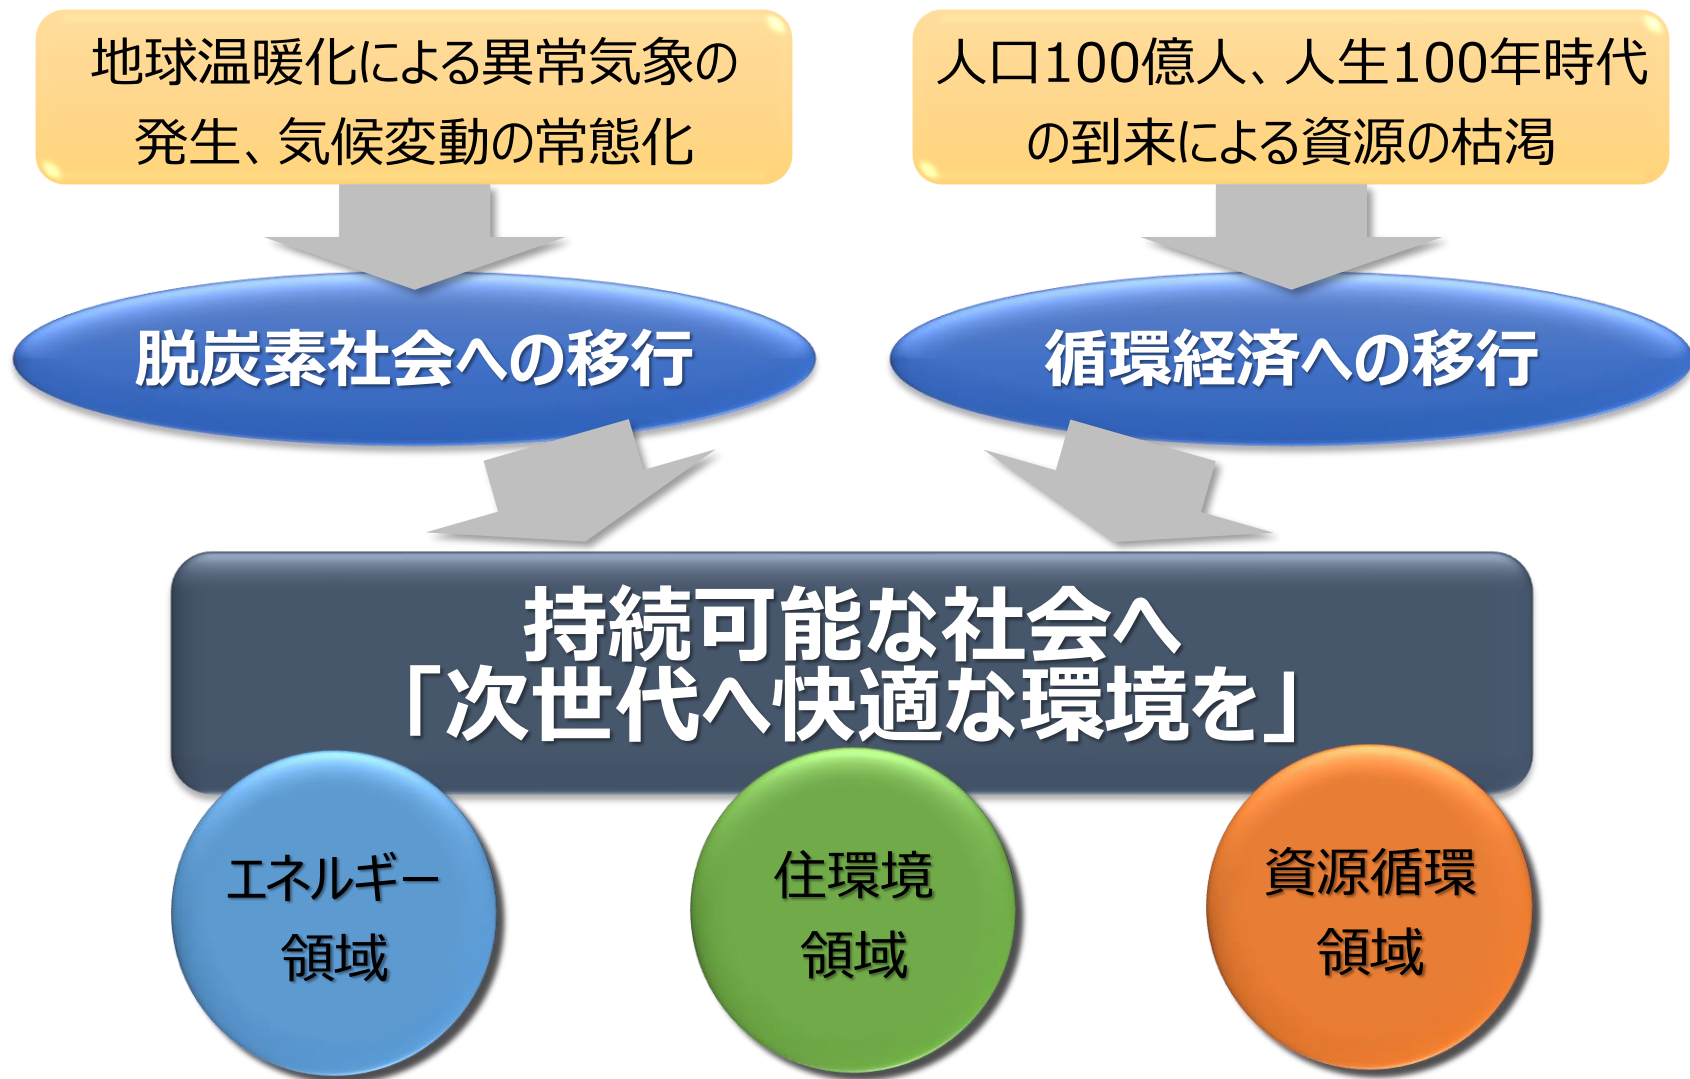 地球温暖化による異常気象の
発生、気候変動の常態化
人口100億人、人生100年時代
の到来による資源の枯渇
脱炭素社会への移行
循環経済への移行
持続可能な社会へ
「次世代へ快適な環境を」
エネルギー
領域
住環境
領域
資源循環
領域